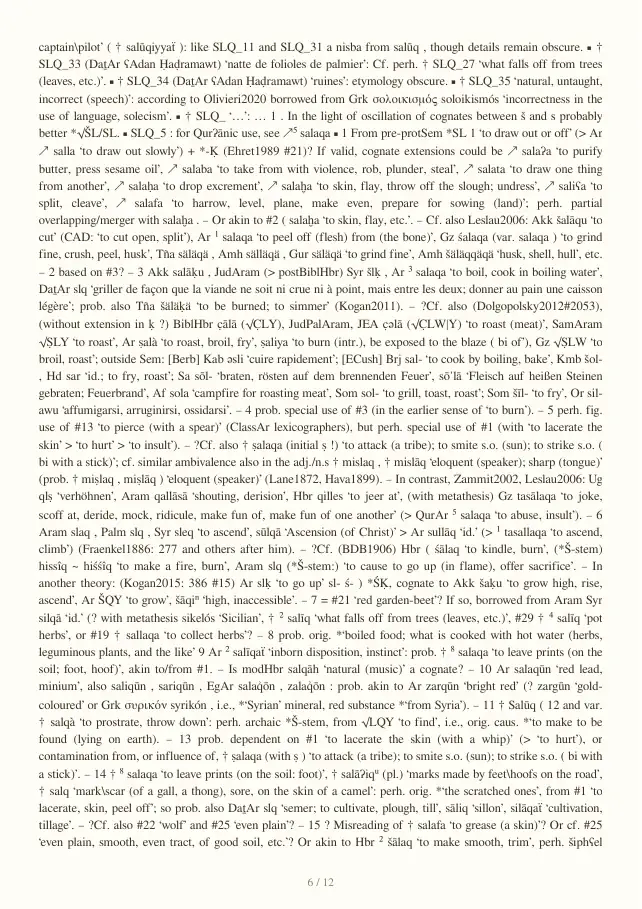 captain\pilot’ ( † salūqiyyaẗ ): like SLQ_11 and SLQ_31 a nisba from salūq , though details remain obscure. ▪ †
SLQ_33 (DaṯAr ʕAdan Ḥaḍramawt) ‘natte de folioles de palmier’: Cf. perh. † SLQ_27 ‘what falls off from trees
(leaves, etc.)’. ▪ † SLQ_34 (DaṯAr ʕAdan Ḥaḍramawt) ‘ruines’: etymology obscure. ▪ † SLQ_35 ‘natural, untaught,
incorrect (speech)’: according to Olivieri2020 borrowed from Grk σολοικισμός soloikismós ‘incorrectness in the
use of language, solecism’. ▪ † SLQ_ ‘…’: … 1 . In the light of oscillation of cognates between š and s probably
better *√ŠL/SL. ▪ SLQ_5 : for Qurʔānic use, see ↗⁵ salaqa ▪ 1 From pre-protSem *SL 1 ‘to draw out or off’ (> Ar
↗ salla ‘to draw out slowly’) + *-Ḳ (Ehret1989 #21)? If valid, cognate extensions could be ↗ salaʔa ‘to purify
butter, press sesame oil’, ↗ salaba ‘to take from with violence, rob, plunder, steal’, ↗ salata ‘to draw one thing
from another’, ↗ salaḥa ‘to drop excrement’, ↗ salaḫa ‘to skin, flay, throw off the slough; undress’, ↗ saliʕa ‘to
split, cleave’, ↗ salafa ‘to harrow, level, plane, make even, prepare for sowing (land)’; perh. partial
overlapping/merger with salaḫa . – Or akin to #2 ( salaḫa ‘to skin, flay, etc.’. – Cf. also Leslau2006: Akk šalāqu ‘to
cut’ (CAD: ‘to cut open, split’), Ar ¹ salaqa ‘to peel off (flesh) from (the bone)’, Gz śalaqa (var. salaqa ) ‘to grind
fine, crush, peel, husk’, Tña sälläqä , Amh sälläqä , Gur sälläqä ‘to grind fine’, Amh šälläqqäqä ‘husk, shell, hull’, etc.
– 2 based on #3? – 3 Akk salāḳu , JudAram (> postBiblHbr) Syr šlḳ , Ar ³ salaqa ‘to boil, cook in boiling water’,
DaṯAr slq ‘griller de façon que la viande ne soit ni crue ni à point, mais entre les deux; donner au pain une caisson
légère’; prob. also Tña šäläḳä ‘to be burned; to simmer’ (Kogan2011). – ?Cf. also (Dolgopolsky2012#2053),
(without extension in ḳ ?) BiblHbr çālā (√ÇLY), JudPalAram, JEA çəlā (√ÇLW|Y) ‘to roast (meat)’, SamAram
√ṢLY ‘to roast’, Ar ṣalà ‘to roast, broil, fry’, ṣaliya ‘to burn (intr.), be exposed to the blaze ( bi of’), Gz √ṢLW ‘to
broil, roast’; outside Sem: [Berb] Kab əsli ‘cuire rapidement’; [ECush] Brj sal- ‘to cook by boiling, bake’, Kmb šol-
, Hd sar ‘id.; to fry, roast’; Sa sōl- ‘braten, rösten auf dem brennenden Feuer’, sōˈlā ‘Fleisch auf heißen Steinen
gebraten; Feuerbrand’, Af sola ‘campfire for roasting meat’, Som sol- ‘to grill, toast, roast’; Som šīl- ‘to fry’, Or sil-
awu ‘affumigarsi, arruginirsi, ossidarsi’. – 4 prob. special use of #3 (in the earlier sense of ‘to burn’). – 5 perh. fig.
use of #13 ‘to pierce (with a spear)’ (ClassAr lexicographers), but perh. special use of #1 (with ‘to lacerate the
skin’ > ‘to hurt’ > ‘to insult’). – ?Cf. also † ṣalaqa (initial ṣ !) ‘to attack (a tribe); to smite s.o. (sun); to strike s.o. (
bi with a stick)’; cf. similar ambivalence also in the adj./n.s † mislaq , † mislāq ‘eloquent (speaker); sharp (tongue)’
(prob. † miṣlaq , miṣlāq ) ‘eloquent (speaker)’ (Lane1872, Hava1899). – In contrast, Zammit2002, Leslau2006: Ug
qlṣ ‘verhöhnen’, Aram qallāsā ‘shouting, derision’, Hbr qilles ‘to jeer at’, (with metathesis) Gz tasālaqa ‘to joke,
scoff at, deride, mock, ridicule, make fun of, make fun of one another’ (> QurAr ⁵ salaqa ‘to abuse, insult’). – 6
Aram slaq , Palm slq , Syr sleq ‘to ascend’, sūlqā ‘Ascension (of Christ)’ > Ar sullāq ‘id.’ (> ¹ tasallaqa ‘to ascend,
climb’) (Fraenkel1886: 277 and others after him). – ?Cf. (BDB1906) Hbr ( śālaq ‘to kindle, burn’, (*Š-stem)
hissîq ~ hiśśîq ‘to make a fire, burn’, Aram slq (*Š-stem:) ‘to cause to go up (in flame), offer sacrifice’. – In
another theory: (Kogan2015: 386 #15) Ar slḳ ‘to go up’ sl- ś- ) *ŚḲ, cognate to Akk šaḳu ‘to grow high, rise,
ascend’, Ar ŠQY ‘to grow’, šāqiⁿ ‘high, inaccessible’. – 7 = #21 ‘red garden-beet’? If so, borrowed from Aram Syr
silqā ‘id.’ (? with metathesis sikelós ‘Sicilian’, † ² salīq ‘what falls off from trees (leaves, etc.)’, #29 † ⁴ salīq ‘pot
herbs’, or #19 † sallaqa ‘to collect herbs’? – 8 prob. orig. *‘boiled food; what is cooked with hot water (herbs,
leguminous plants, and the like’ 9 Ar ² salīqaẗ ‘inborn disposition, instinct’: prob. † ⁸ salaqa ‘to leave prints (on the
soil; foot, hoof)’, akin to/from #1. – Is modHbr salqāh ‘natural (music)’ a cognate? – 10 Ar salaqūn ‘red lead,
minium’, also saliqūn , sariqūn , EgAr salaqōn , zalaqōn : prob. akin to Ar zarqūn ‘bright red’ (? zargūn ‘gold-
coloured’ or Grk συρικόν syrikón , i.e., *‘Syrian’ mineral, red substance *‘from Syria’). – 11 † Salūq ( 12 and var.
† salqà ‘to prostrate, throw down’: perh. archaic *Š-stem, from √LQY ‘to find’, i.e., orig. caus. *‘to make to be
found (lying on earth). – 13 prob. dependent on #1 ‘to lacerate the skin (with a whip)’ (> ‘to hurt’), or
contamination from, or influence of, † ṣalaqa (with ṣ ) ‘to attack (a tribe); to smite s.o. (sun); to strike s.o. ( bi with
a stick)’. – 14 † ⁸ salaqa ‘to leave prints (on the soil: foot)’, † salāʔiqᵘ (pl.) ‘marks made by feet\hoofs on the road’,
† salq ‘mark\scar (of a gall, a thong), sore, on the skin of a camel’: perh. orig. *‘the scratched ones’, from #1 ‘to
lacerate, skin, peel off’; so prob. also DaṯAr slq ‘semer; to cultivate, plough, till’, sāliq ‘sillon’, silāqaẗ ‘cultivation,
tillage’. – ?Cf. also #22 ‘wolf’ and #25 ‘even plain’? – 15 ? Misreading of † salafa ‘to grease (a skin)’? Or cf. #25
‘even plain, smooth, even tract, of good soil, etc.’? Or akin to Hbr ² šālaq ‘to make smooth, trim’, perh. šiphʕel
6 / 12